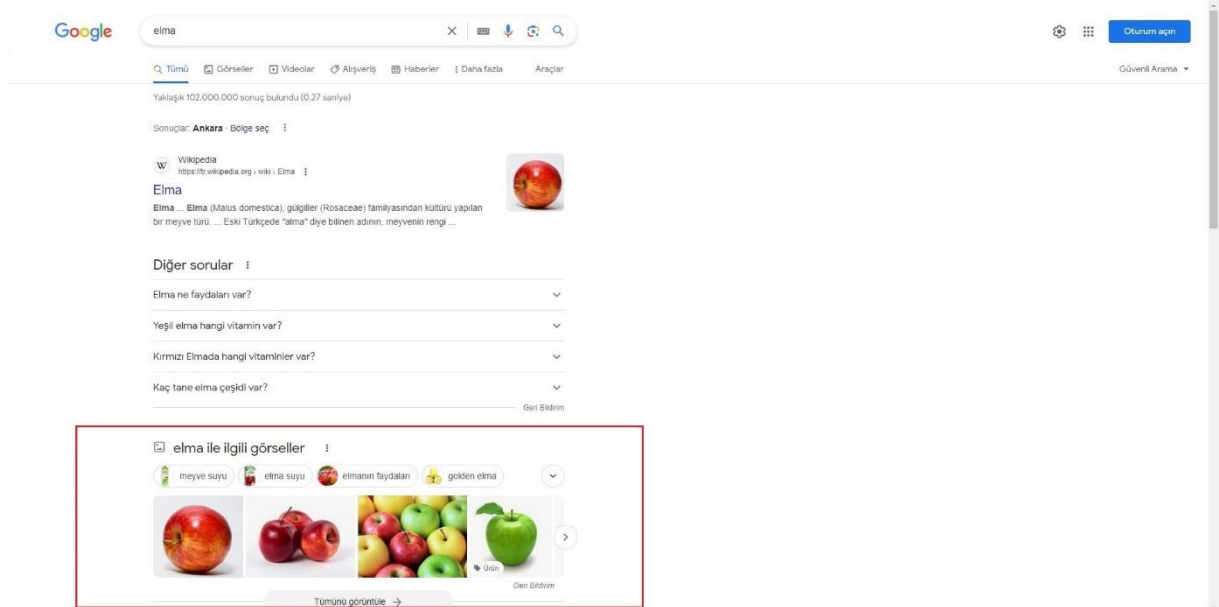 Google
elma
Oturum açın
Tümü Görseller Videolar Alışveriş Haberler Daha fazla Araçlar
Güvenli Arama
Yaklaşık 102.000.000 sonuç bulundu (0,27 saniye)
Sonuçlar: Ankara · Bölge seç
W Wikipedia
https://tr.wikipedia.org › wiki › Elma
Elma
Elma ... Elma (Malus domestica), gülgiller (Rosaceae) familyasından kültürü yapılan
bir meyve türü. ... Eski Türkçede "alma" diye bilinen adının, meyvenin rengi ...
Diğer sorular
Elma ne faydaları var?
Yeşil elma hangi vitamin var?
Kırmızı Elmada hangi vitaminler var?
Kaç tane elma çeşidi var?
Geri Bildirim
elma ile ilgili görseller
meyve suyu elma suyu elmanın faydaları golden elma
Ürün
Geri Bildirim
Tümünü görüntüle →